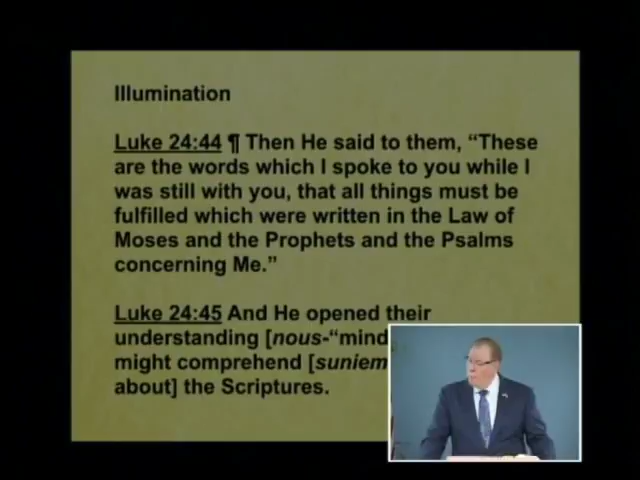 Illumination
Luke 24:44 ¶ Then He said to them, “These
are the words which I spoke to you while I
was still with you, that all things must be
fulfilled which were written in the Law of
Moses and the Prophets and the Psalms
concerning Me.”
Luke 24:45 And He opened their
understanding [nous-“mind
might comprehend [suniem
about] the Scriptures.